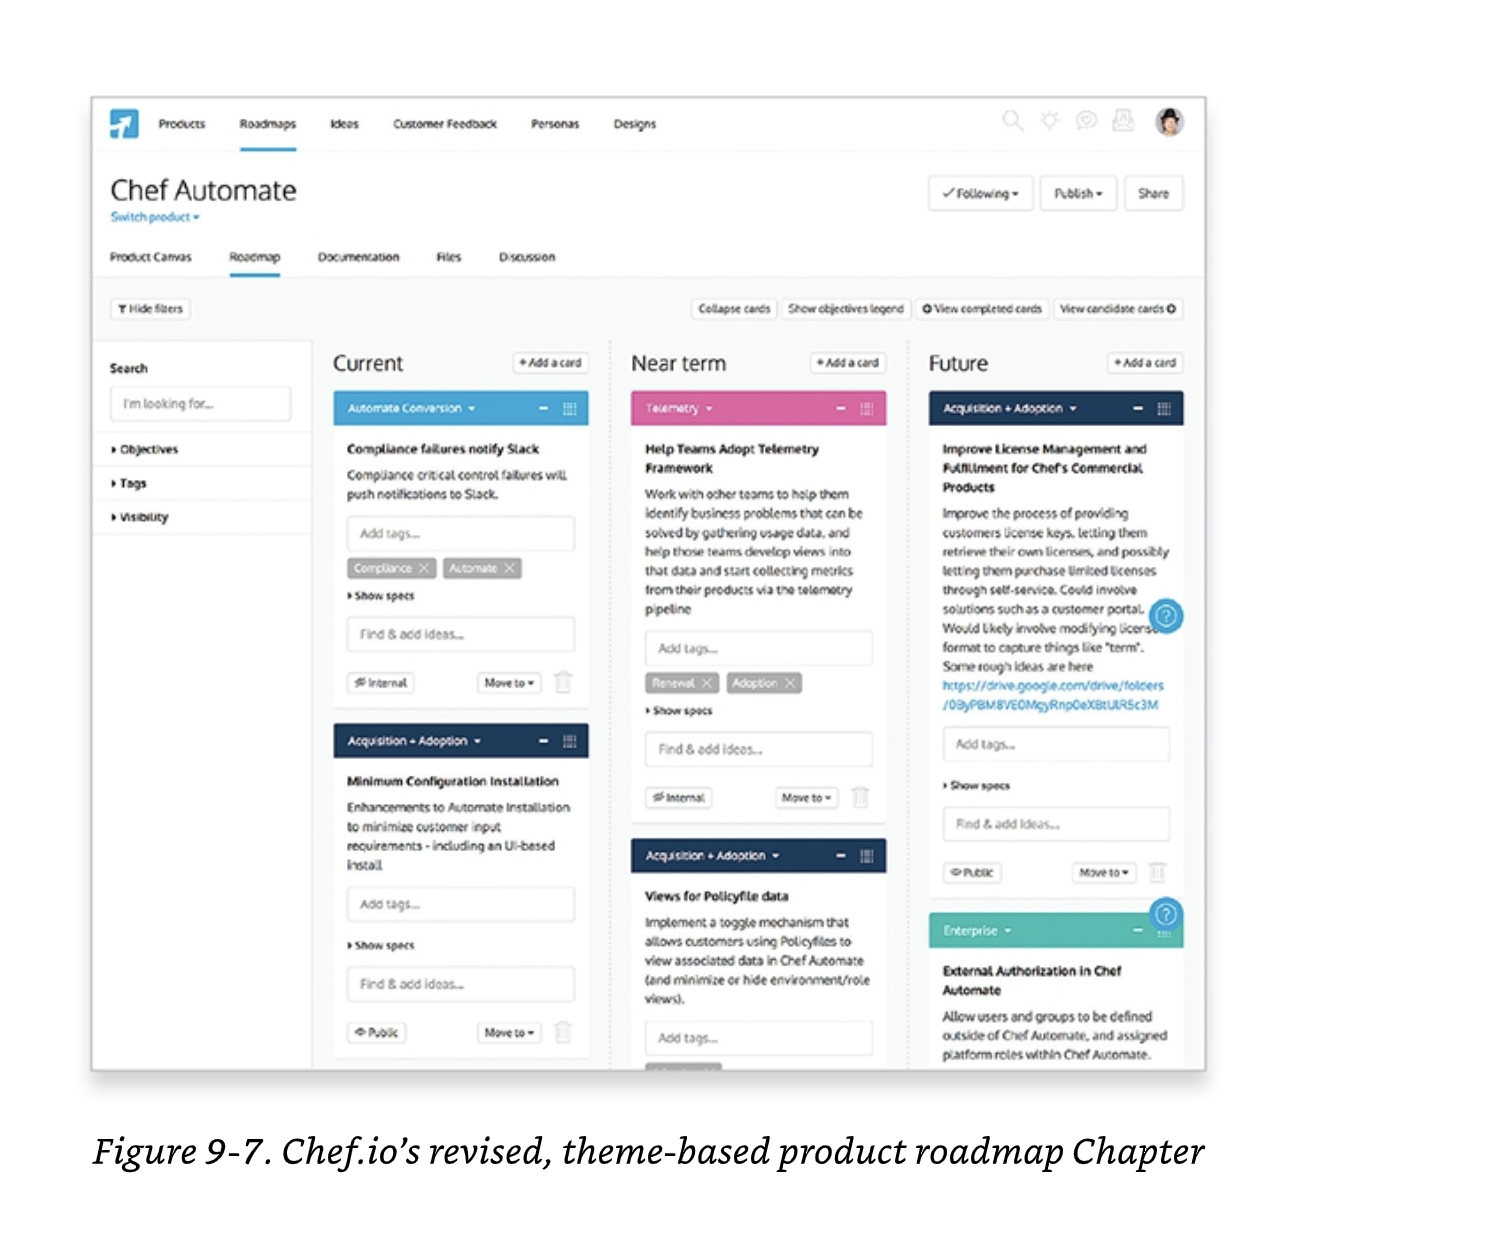 Products Roadmaps Ideas Customer Feedback Personas Designs
Chef Automate
Switch product
Following Publish Share
Product Canvas Roadmap Documentation Files Discussion
Hide filters
Collapse cards Show objectives legend View completed cards View candidate cards
Search
I'm looking for...
Objectives
Tags
Visibility
Current
+ Add a card
Automate Conversion
Compliance failures notify Slack
Compliance critical control failures will
push notifications to Slack.
Add tags...
Compliance Automate
Show specs
Find & add ideas...
Internal Move to
Acquisition + Adoption
Minimum Configuration Installation
Enhancements to Automate Installation
to minimize customer input
requirements - including an UI-based
install
Add tags...
Show specs
Find & add ideas...
Public Move to
Near term
+ Add a card
Telemetry
Help Teams Adopt Telemetry
Framework
Work with other teams to help them
identify business problems that can be
solved by gathering usage data, and
help those teams develop views into
that data and start collecting metrics
from their products via the telemetry
pipeline
Add tags...
Renewal Adoption
Show specs
Find & add ideas...
Internal Move to
Acquisition + Adoption
Views for Policyfile data
Implement a toggle mechanism that
allows customers using Policyfiles to
view associated data in Chef Automate
(and minimize or hide environment/role
views).
Add tags...
Future
+ Add a card
Acquisition + Adoption
Improve License Management and
Fulfillment for Chef's Commercial
Products
Improve the process of providing
customers license keys, letting them
retrieve their own licenses, and possibly
letting them purchase limited licenses
through self-service. Could involve
solutions such as a customer portal.
Would likely involve modifying license
format to capture things like "term".
Some rough ideas are here
https://drive.google.com/drive/folders
Add tags...
Show specs
Find & add ideas...
Public Move to
Enterprise
External Authorization in Chef
Automate
Allow users and groups to be defined
outside of Chef Automate, and assigned
platform roles within Chef Automate.
Figure 9-7. Chef.io’s revised, theme-based product roadmap Chapter